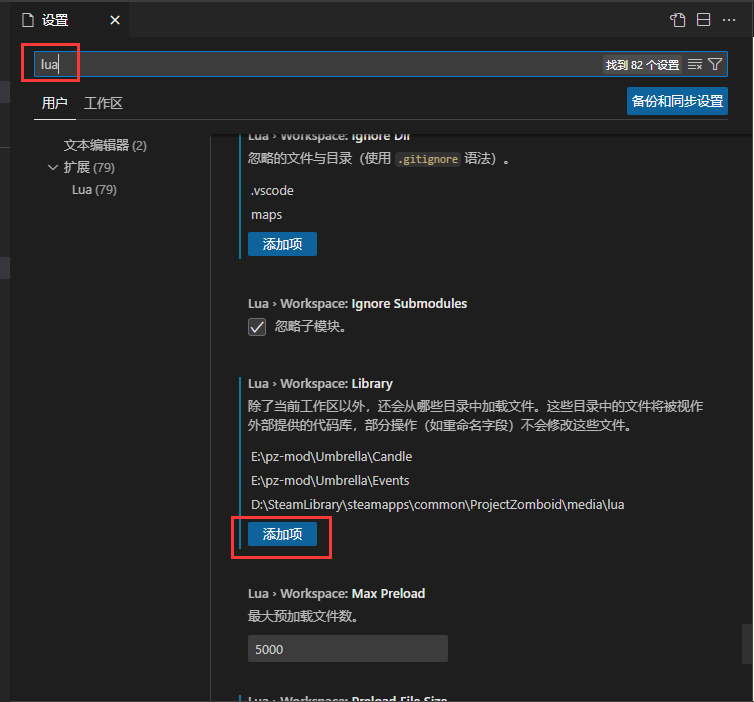 设置
lua
找到 82 个设置
用户 工作区
备份和同步设置
文本编辑器 (2)
扩展 (79)
Lua (79)
Lua › Workspace: Ignore Dir
忽略的文件与目录（使用 .gitignore 语法）。
.vscode
maps
添加项
Lua › Workspace: Ignore Submodules
忽略子模块。
Lua › Workspace: Library
除了当前工作区以外，还会从哪些目录中加载文件。这些目录中的文件将被视作
外部提供的代码库，部分操作（如重命名字段）不会修改这些文件。
E:\pz-mod\Umbrella\Candle
E:\pz-mod\Umbrella\Events
D:\SteamLibrary\steamapps\common\ProjectZomboid\media\lua
添加项
Lua › Workspace: Max Preload
最大预加载文件数。
5000
Lua › Workspace: Preload File Size